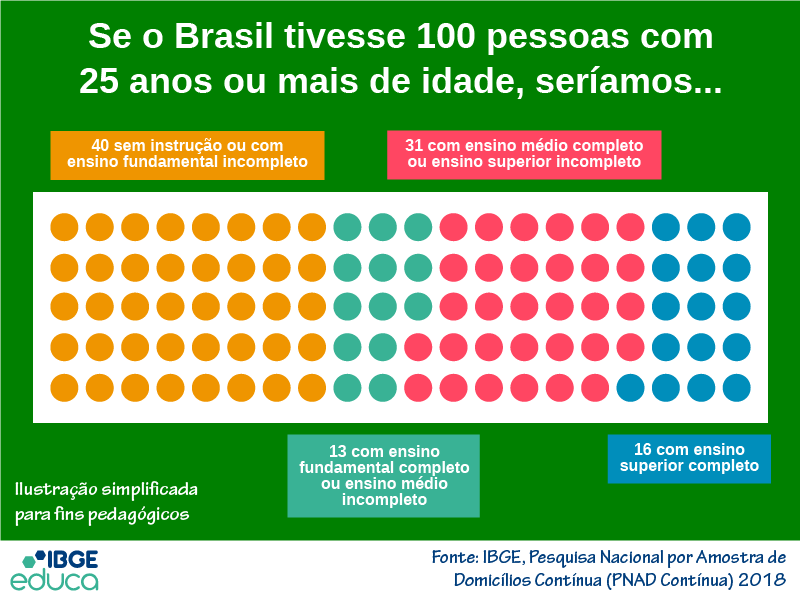 Se o Brasil tivesse 100 pessoas com
25 anos ou mais de idade, seríamos...
40 sem instrução ou com
ensino fundamental incompleto
31 com ensino médio completo
ou ensino superior incompleto
13 com ensino
fundamental completo
ou ensino médio
incompleto
16 com ensino
superior completo
Ilustração simplificada
para fins pedagógicos
IBGE
educa
Fonte: IBGE, Pesquisa Nacional por Amostra de
Domicílios Contínua (PNAD Contínua) 2018